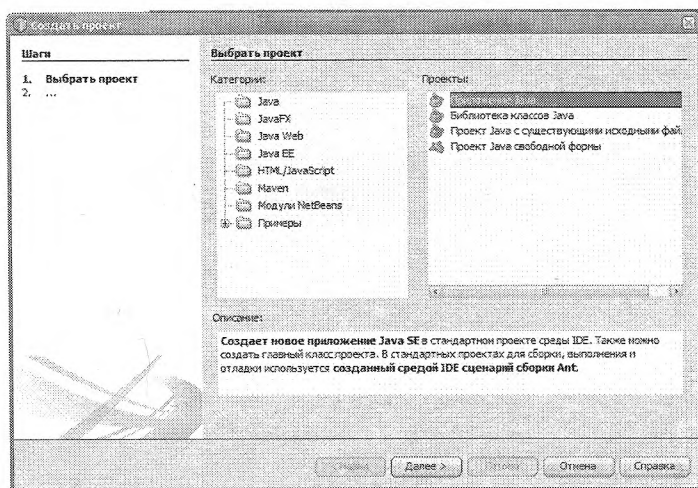 Создать проект
Шаги
1. Выбрать проект
2. ...
Выбрать проект
Категории:
Java
JavaFX
Java Web
Java EE
HTML/JavaScript
Maven
Модули NetBeans
Примеры
Проекты:
Приложение Java
Библиотека классов Java
Проект Java с существующими исходными фай
Проект Java свободной формы
Описание:
Создает новое приложение Java SE в стандартном проекте среды IDE. Также можно
создать главный класс проекта. В стандартных проектах для сборки, выполнения и
отладки используется созданный средой IDE сценарий сборки Ant.
Далее >
Готово
Отмена
Справка